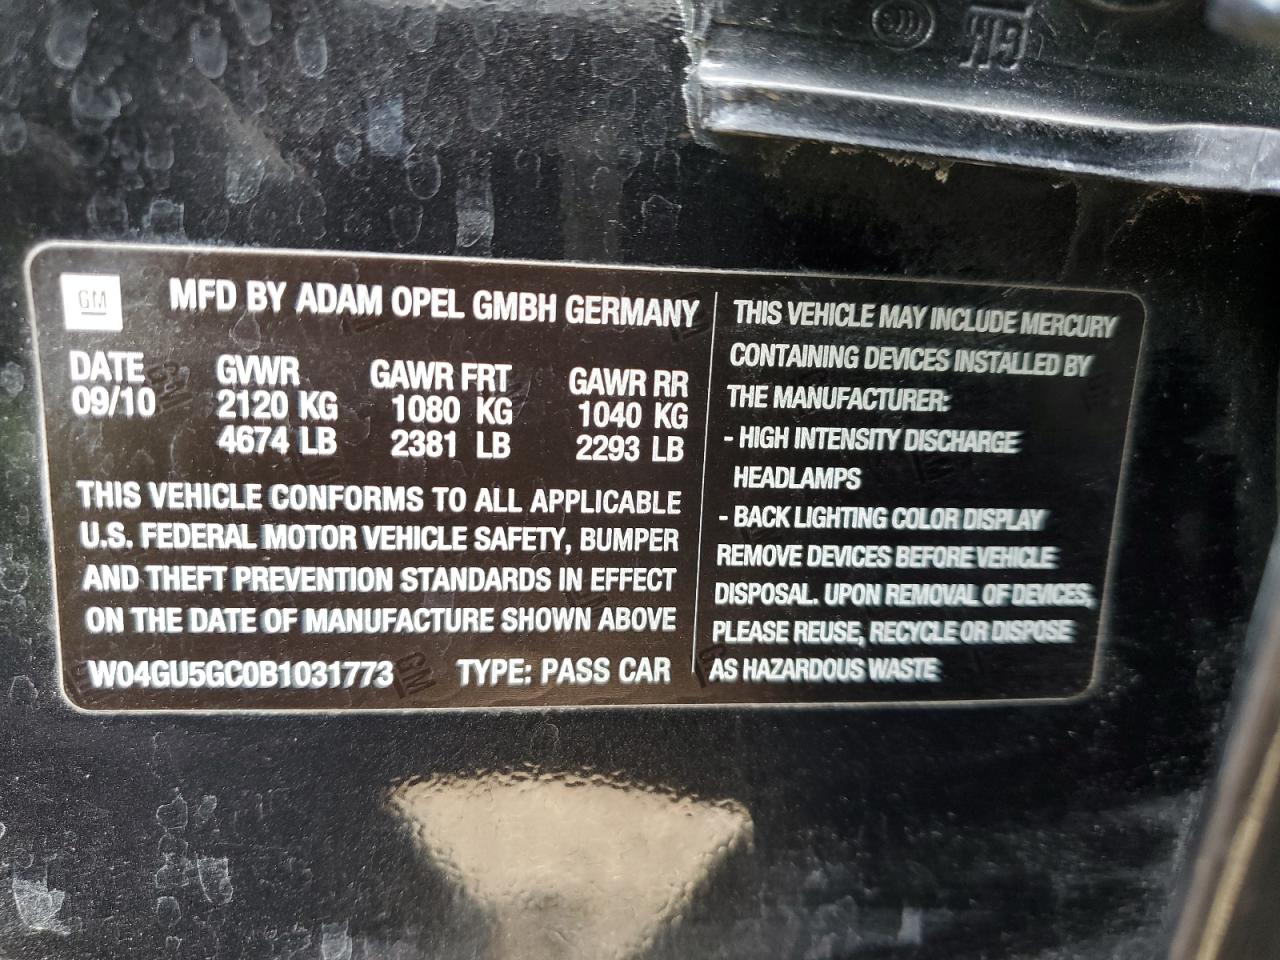 GM
MFD BY ADAM OPEL GMBH GERMANY
DATE GVWR GAWR FRT GAWR RR
09/10 2120 KG 1080 KG 1040 KG
4674 LB 2381 LB 2293 LB
THIS VEHICLE CONFORMS TO ALL APPLICABLE
U.S. FEDERAL MOTOR VEHICLE SAFETY, BUMPER
AND THEFT PREVENTION STANDARDS IN EFFECT
ON THE DATE OF MANUFACTURE SHOWN ABOVE
W04GU5GC0B1031773 TYPE: PASS CAR
THIS VEHICLE MAY INCLUDE MERCURY
CONTAINING DEVICES INSTALLED BY
THE MANUFACTURER:
- HIGH INTENSITY DISCHARGE
HEADLAMPS
- BACK LIGHTING COLOR DISPLAY
REMOVE DEVICES BEFORE VEHICLE
DISPOSAL. UPON REMOVAL OF DEVICES,
PLEASE REUSE, RECYCLE OR DISPOSE
AS HAZARDOUS WASTE